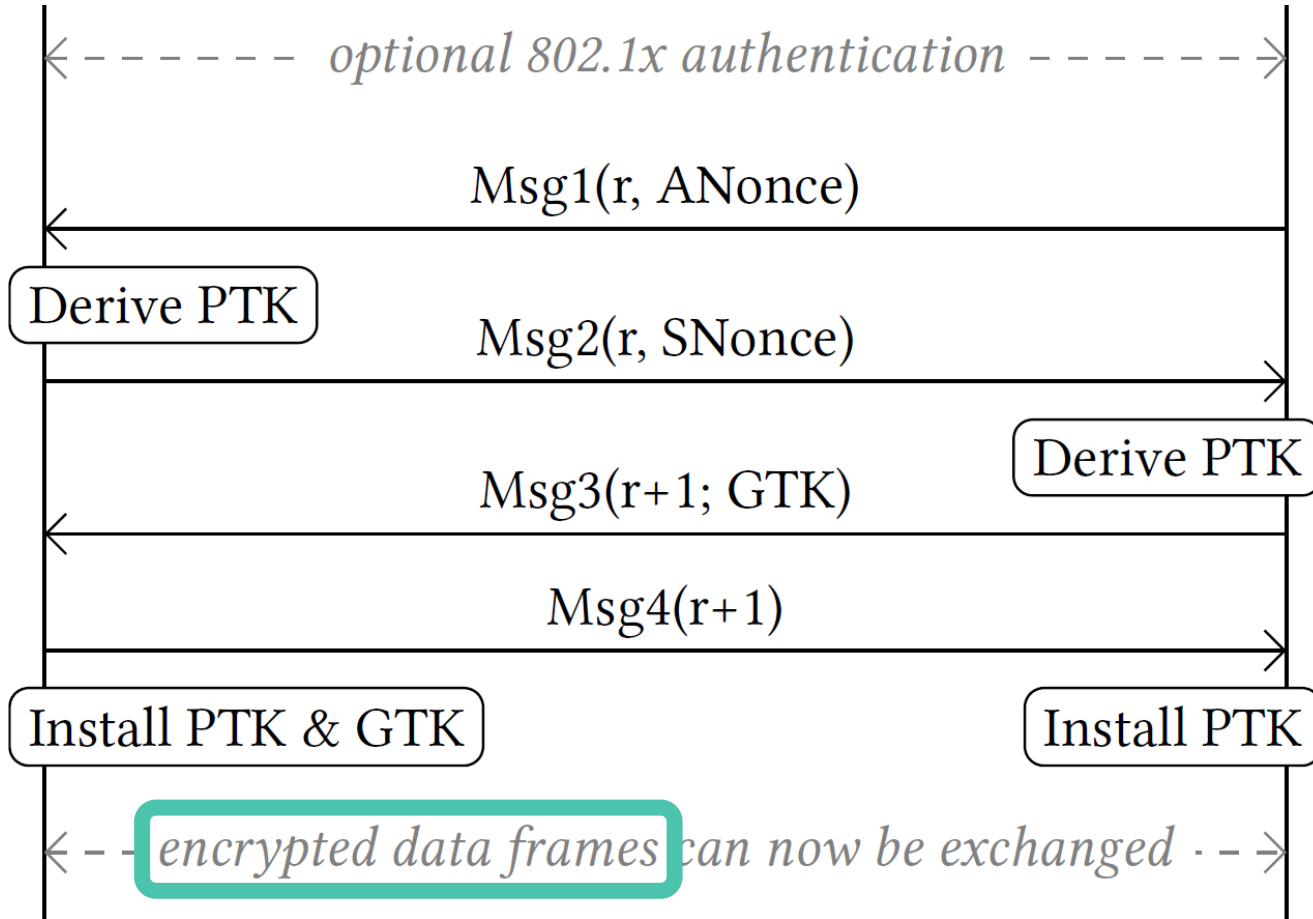 optional 802.1x authentication
Msg1(r, ANonce)
Derive PTK
Msg2(r, SNonce)
Derive PTK
Msg3(r+1; GTK)
Msg4(r+1)
Install PTK & GTK
Install PTK
encrypted data frames can now be exchanged